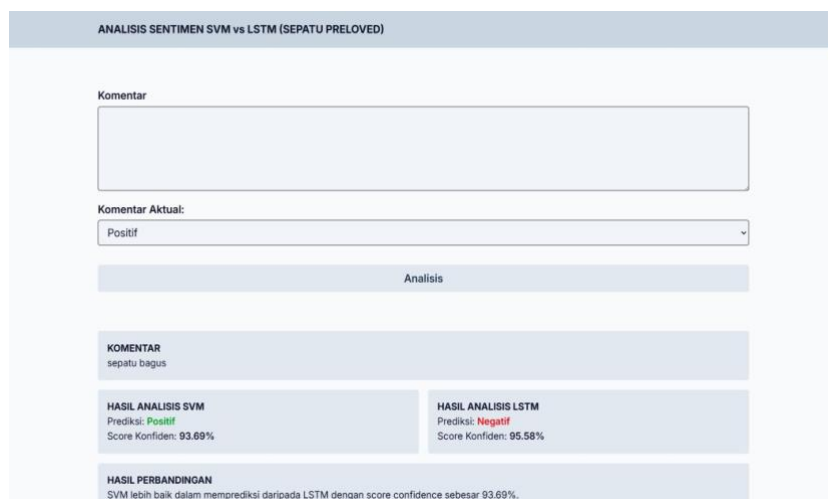 ANALISIS SENTIMEN SVM vs LSTM (SEPATU PRELOVED)
Komentar
Komentar Aktual:
Positif
Analisis
KOMENTAR
sepatu bagus
HASIL ANALISIS SVM
Prediksi: Positif
Score Konfiden: 93.69%
HASIL ANALISIS LSTM
Prediksi: Negatif
Score Konfiden: 95.58%
HASIL PERBANDINGAN
SVM lebih baik dalam memprediksi daripada LSTM dengan score confidence sebesar 93.69%.